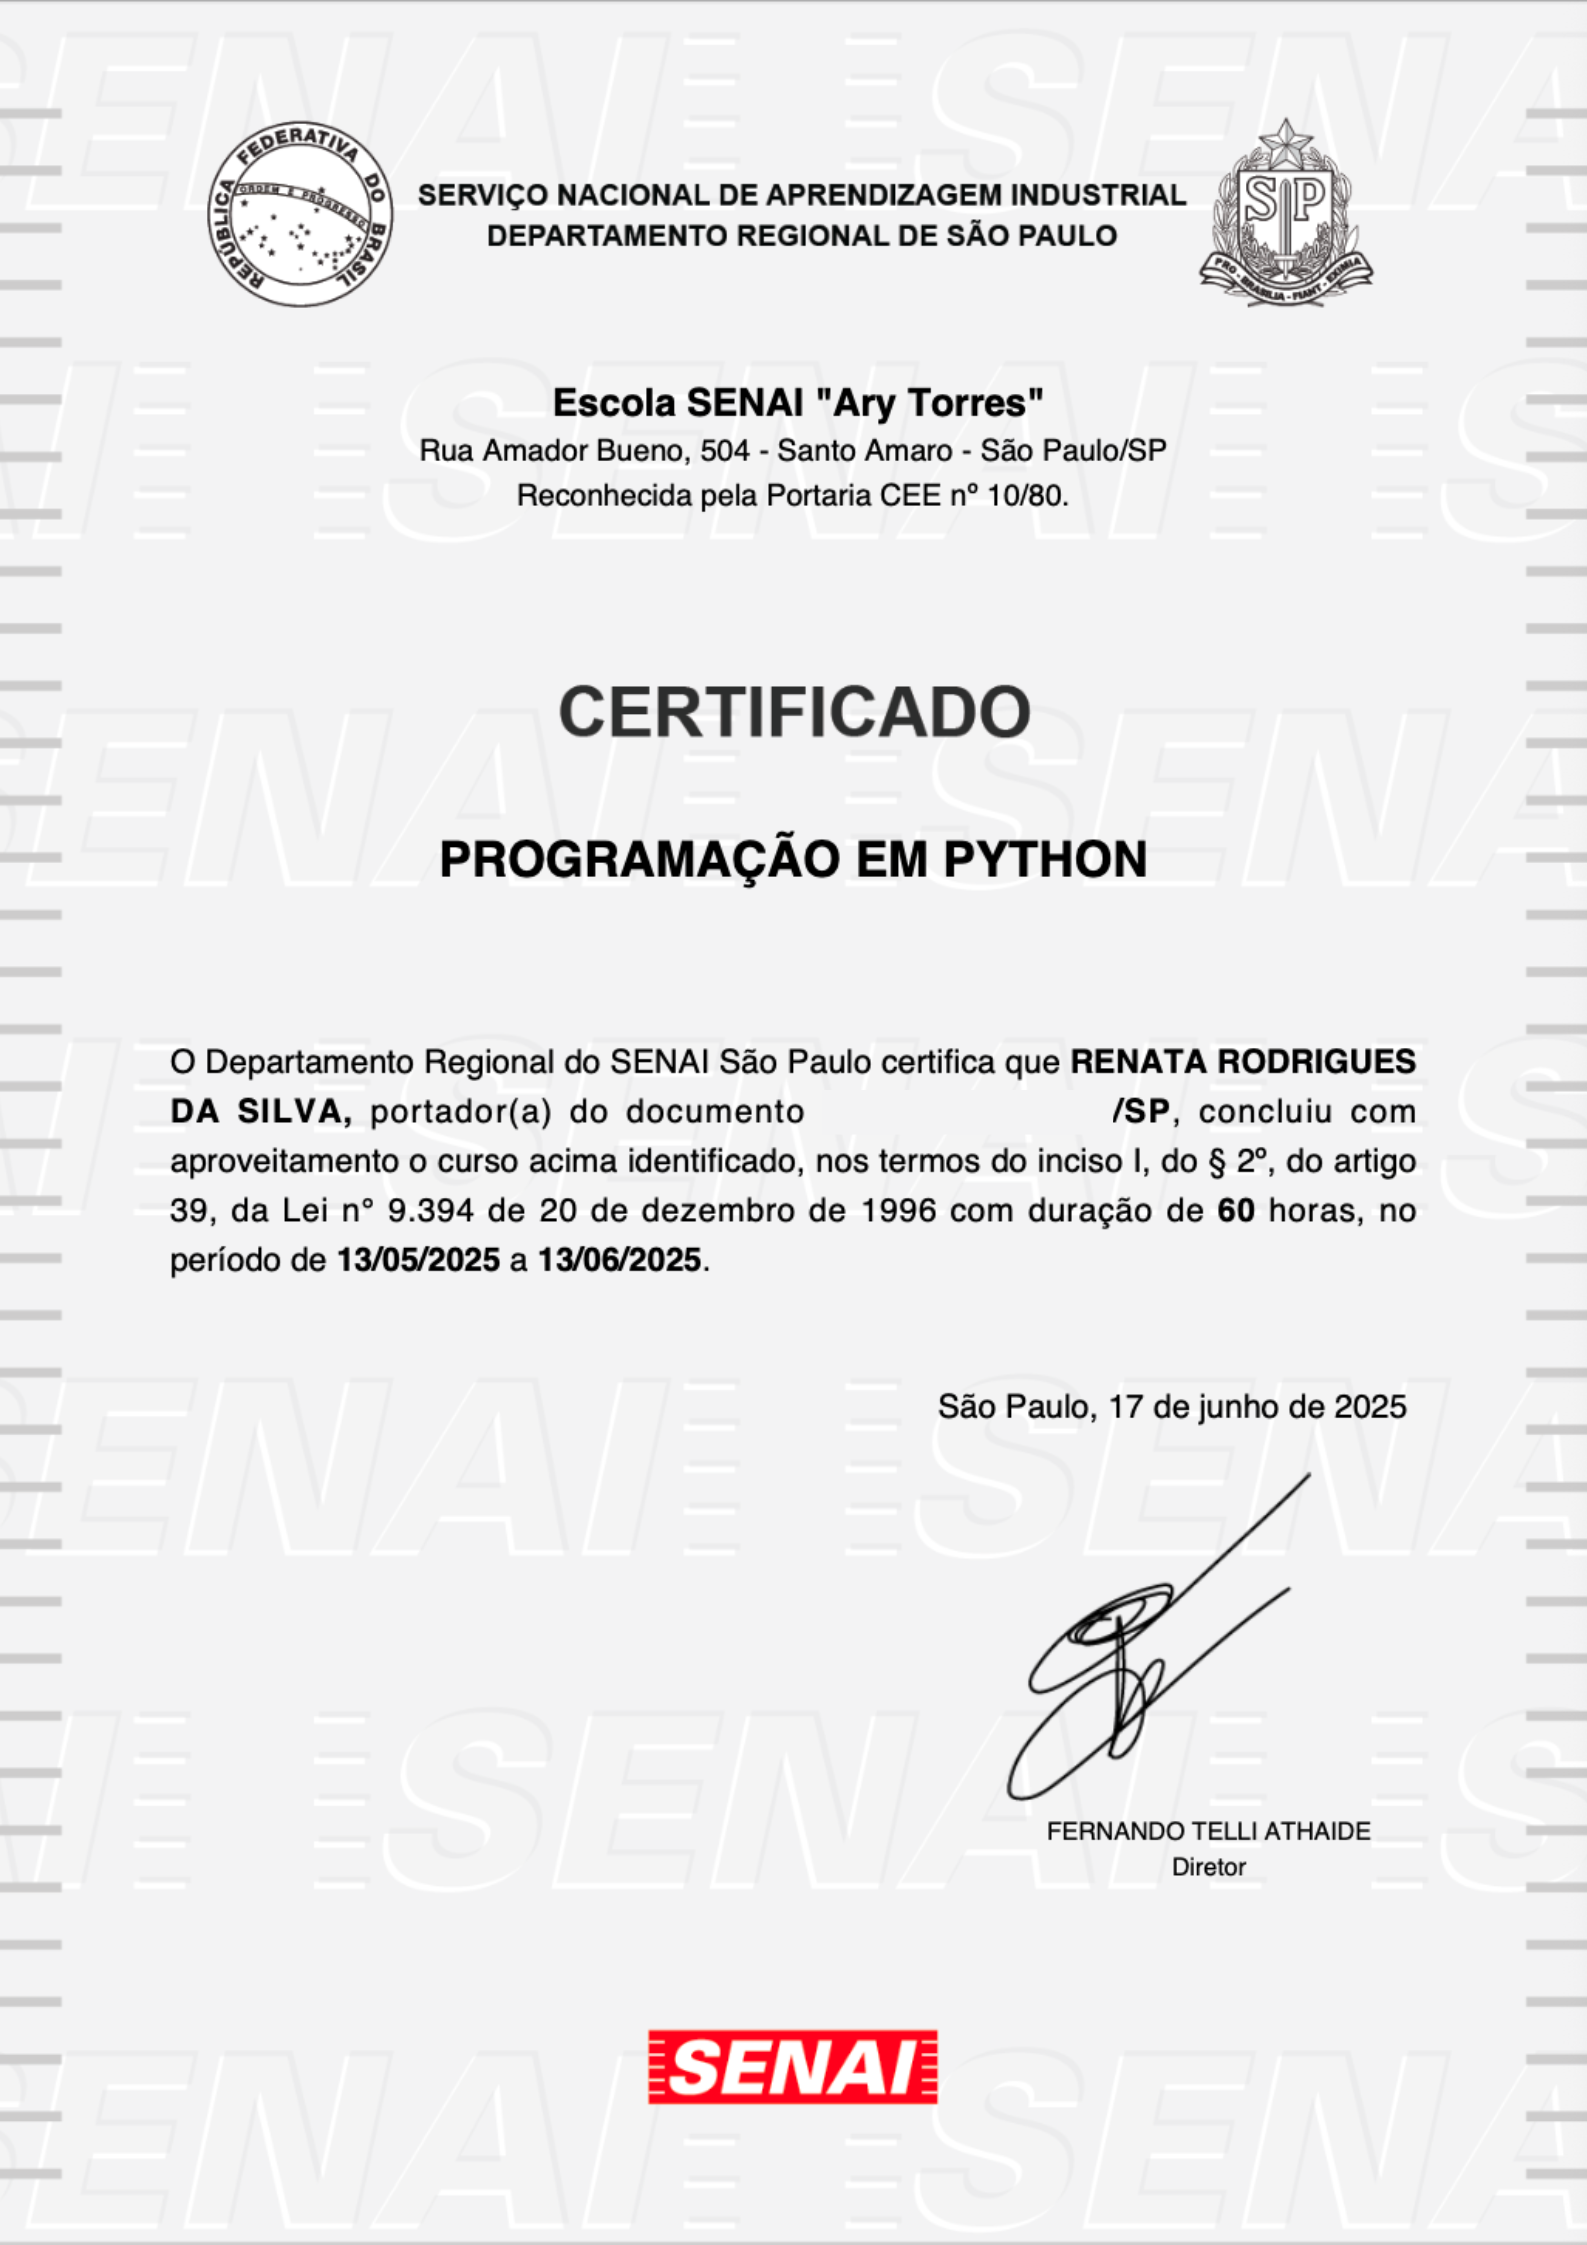 REPÚBLICA FEDERATIVA DO BRASIL
ORDEM E PROGRESSO
SERVIÇO NACIONAL DE APRENDIZAGEM INDUSTRIAL
DEPARTAMENTO REGIONAL DE SÃO PAULO
SP
PRO - BRASILIA - FIANT - EXIMIA
Escola SENAI "Ary Torres"
Rua Amador Bueno, 504 - Santo Amaro - São Paulo/SP
Reconhecida pela Portaria CEE nº 10/80.
CERTIFICADO
PROGRAMAÇÃO EM PYTHON
O Departamento Regional do SENAI São Paulo certifica que RENATA RODRIGUES
DA SILVA, portador(a) do documento /SP, concluiu com
aproveitamento o curso acima identificado, nos termos do inciso I, do § 2º, do artigo
39, da Lei n° 9.394 de 20 de dezembro de 1996 com duração de 60 horas, no
período de 13/05/2025 a 13/06/2025.
São Paulo, 17 de junho de 2025
FERNANDO TELLI ATHAIDE
Diretor
SENAI